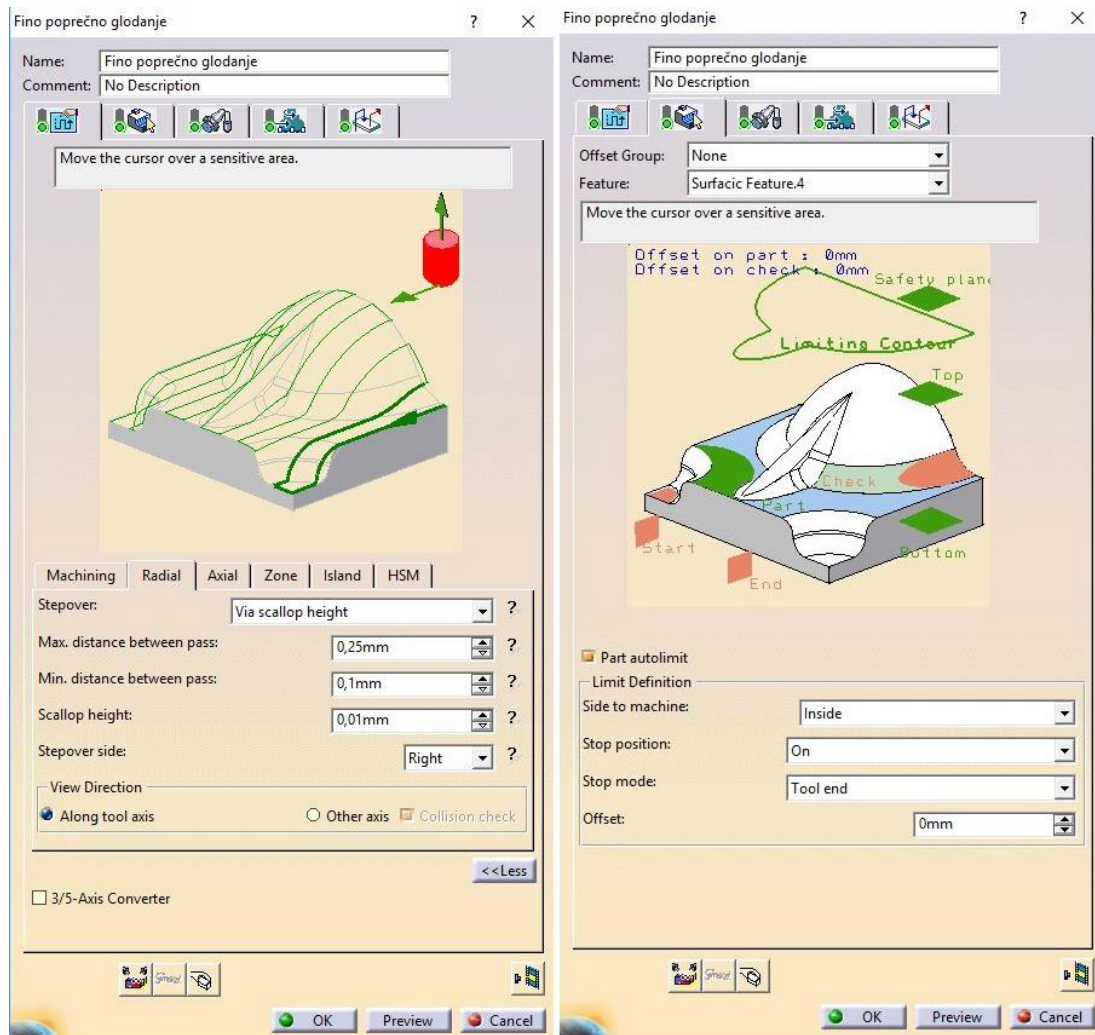 Fino poprečno glodanje ? ×
Name: Fino poprečno glodanje
Comment: No Description
Move the cursor over a sensitive area.
Machining Radial Axial Zone Island HSM
Stepover: Via scallop height ?
Max. distance between pass: 0,25mm ?
Min. distance between pass: 0,1mm ?
Scallop height: 0,01mm ?
Stepover side: Right ?
View Direction
Along tool axis Other axis Collision check
<<Less
3/5-Axis Converter
OK Preview Cancel
Fino poprečno glodanje ? ×
Name: Fino poprečno glodanje
Comment: No Description
Offset Group: None
Feature: Surfacic Feature.4
Move the cursor over a sensitive area.
Offset on part : 0mm
Offset on check : 0mm
Safety plane
Limiting Contour
Top
Check
Part
Start
Bottom
End
Part autolimit
Limit Definition
Side to machine: Inside
Stop position: On
Stop mode: Tool end
Offset: 0mm
OK Preview Cancel